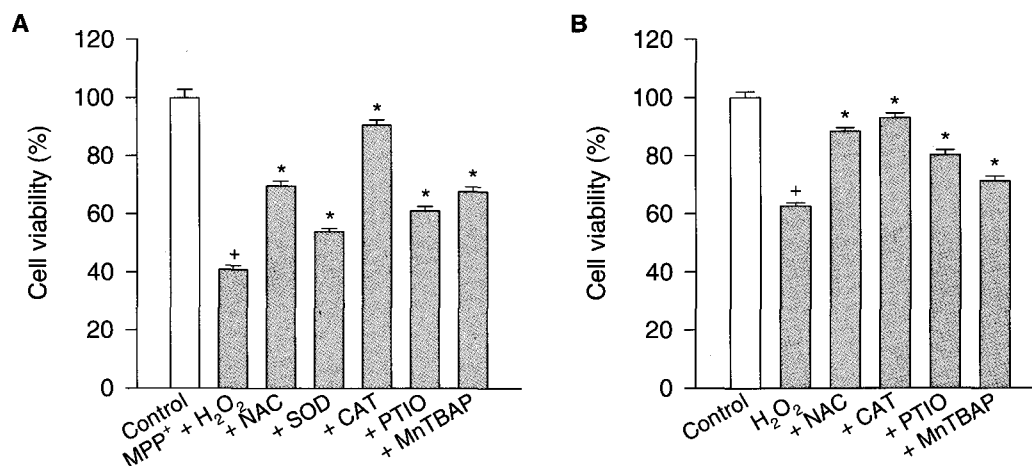 A
Cell viability (%)
120
100
80
60
40
20
0
+
*
*
*
*
*
Control
MPP⁺ + H₂O₂
+ NAC
+ SOD
+ CAT
+ PTIO
+ MnTBAP
B
Cell viability (%)
120
100
80
60
40
20
0
+
*
*
*
*
Control
H₂O₂
+ NAC
+ CAT
+ PTIO
+ MnTBAP